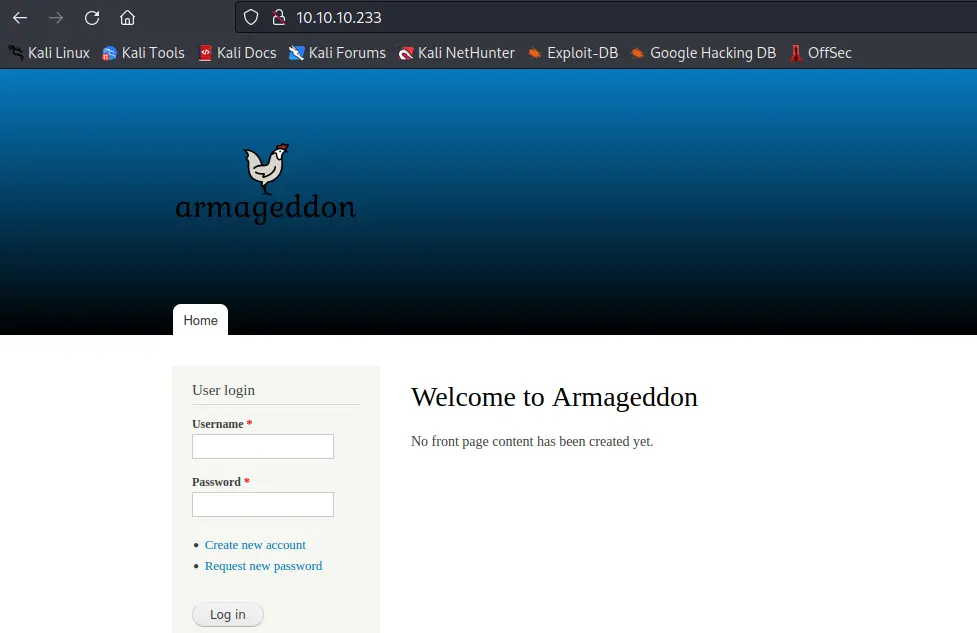 10.10.10.233
Kali Linux Kali Tools Kali Docs Kali Forums Kali NetHunter Exploit-DB Google Hacking DB OffSec
armageddon
Home
User login
Username *
Password *
Create new account
Request new password
Log in
Welcome to Armageddon
No front page content has been created yet.